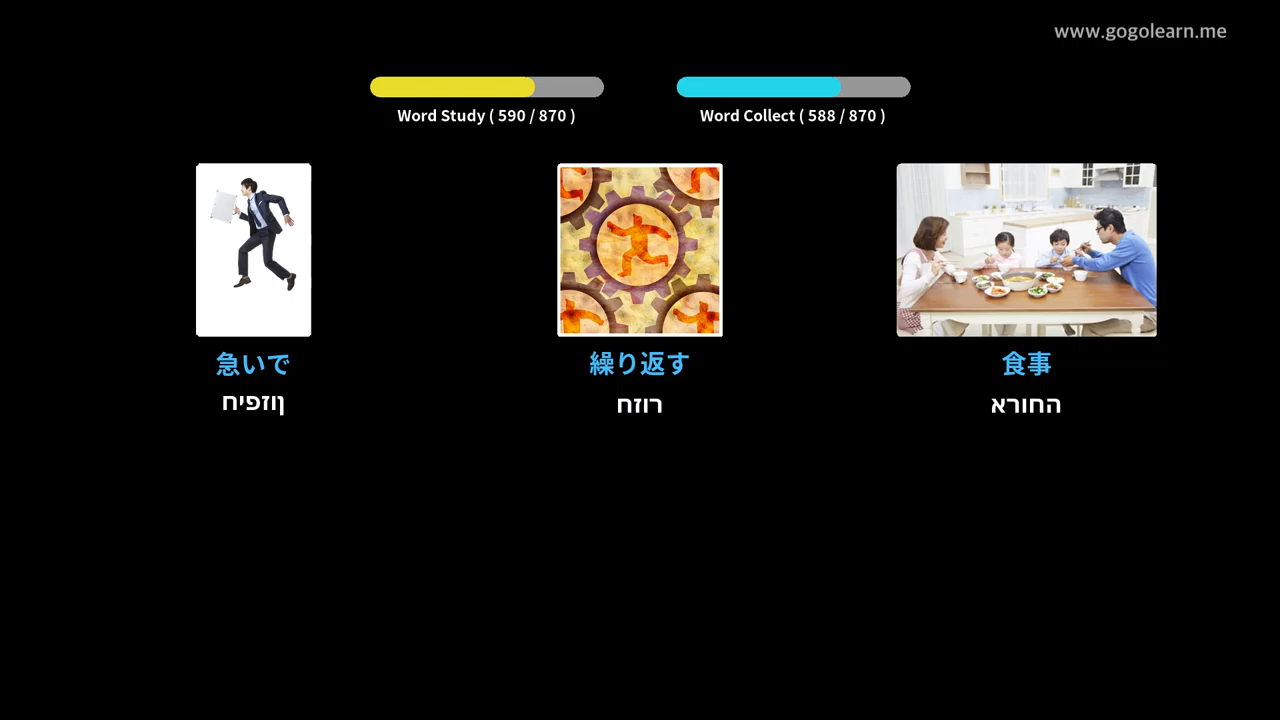 www.gogolearn.me
Word Study ( 590 / 870 )
Word Collect ( 588 / 870 )
急いで
חיפזון
繰り返す
חזור
食事
ארוחה